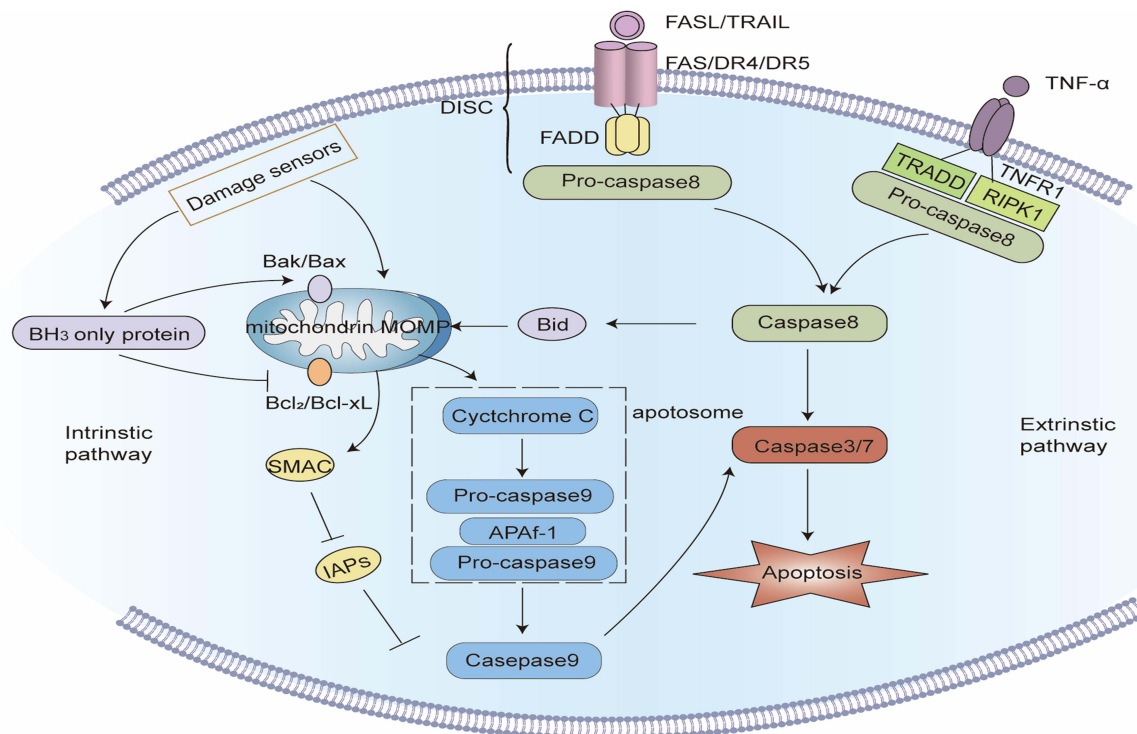 FASL/TRAIL
FAS/DR4/DR5
DISC
FADD
Pro-caspase8
TNF-α
TNFR1
TRADD
RIPK1
Pro-caspase8
Damage sensors
Bak/Bax
mitochondrin MOMP
BH₃ only protein
Bcl₂/Bcl-xL
Bid
Caspase8
Intrinstic
pathway
SMAC
IAPs
Cyctchrome C
apotosome
Pro-caspase9
APAf-1
Pro-caspase9
Casepase9
Caspase3/7
Apoptosis
Extrinstic
pathway